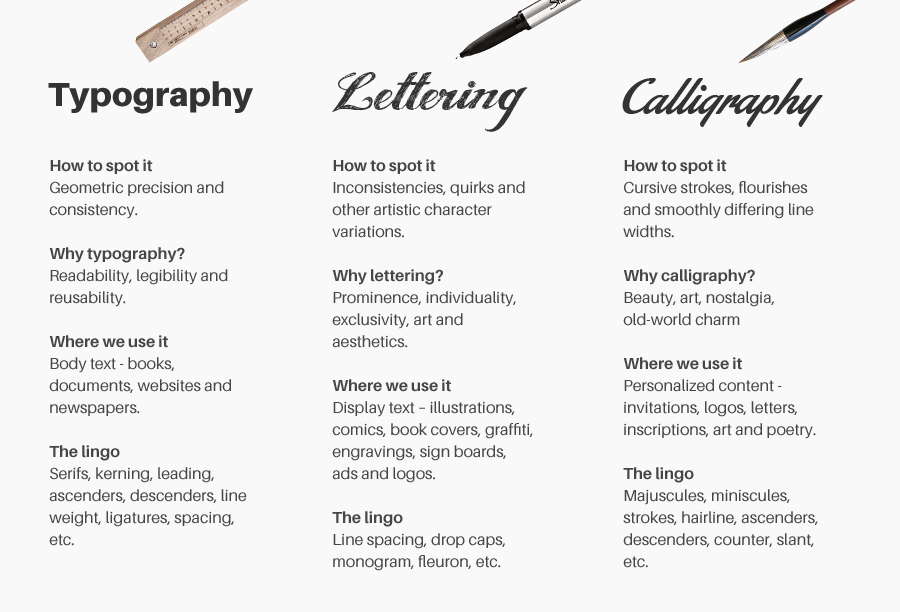 Typography
How to spot it
Geometric precision and
consistency.
Why typography?
Readability, legibility and
reusability.
Where we use it
Body text - books,
documents, websites and
newspapers.
The lingo
Serifs, kerning, leading,
ascenders, descenders, line
weight, ligatures, spacing,
etc.
Lettering
How to spot it
Inconsistencies, quirks and
other artistic character
variations.
Why lettering?
Prominence, individuality,
exclusivity, art and
aesthetics.
Where we use it
Display text – illustrations,
comics, book covers, graffiti,
engravings, sign boards,
ads and logos.
The lingo
Line spacing, drop caps,
monogram, fleuron, etc.
Calligraphy
How to spot it
Cursive strokes, flourishes
and smoothly differing line
widths.
Why calligraphy?
Beauty, art, nostalgia,
old-world charm
Where we use it
Personalized content -
invitations, logos, letters,
inscriptions, art and poetry.
The lingo
Majuscules, miniscules,
strokes, hairline, ascenders,
descenders, counter, slant,
etc.